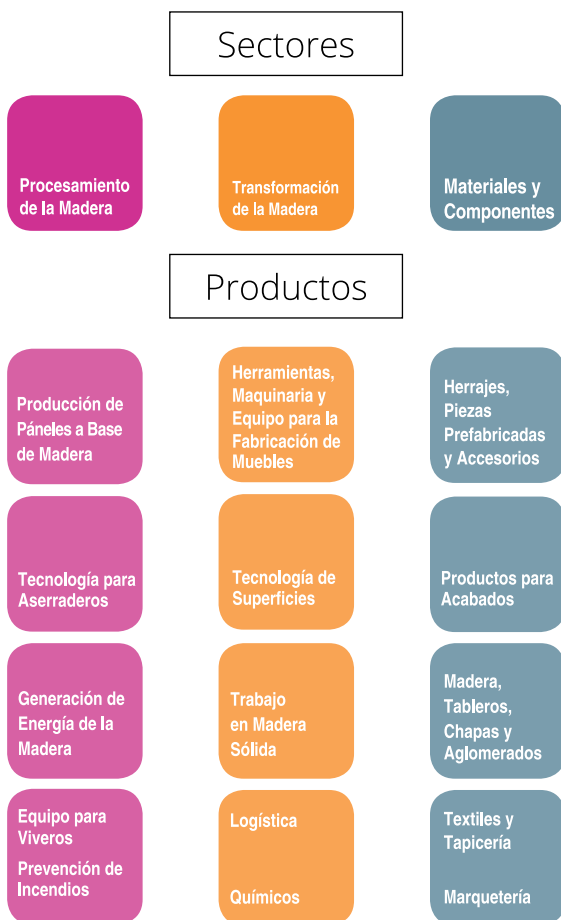 Sectores
Procesamiento
de la Madera
Transformación
de la Madera
Materiales y
Componentes
Productos
Producción de
Páneles a Base
de Madera
Herramientas,
Maquinaria y
Equipo para la
Fabricación de
Muebles
Herrajes,
Piezas
Prefabricadas
y Accesorios
Tecnología para
Aserraderos
Tecnología de
Superficies
Productos para
Acabados
Generación de
Energía de la
Madera
Trabajo
en Madera
Sólida
Madera,
Tableros,
Chapas y
Aglomerados
Equipo para
Viveros
Prevención de
Incendios
Logística
Químicos
Textiles y
Tapicería
Marquetería